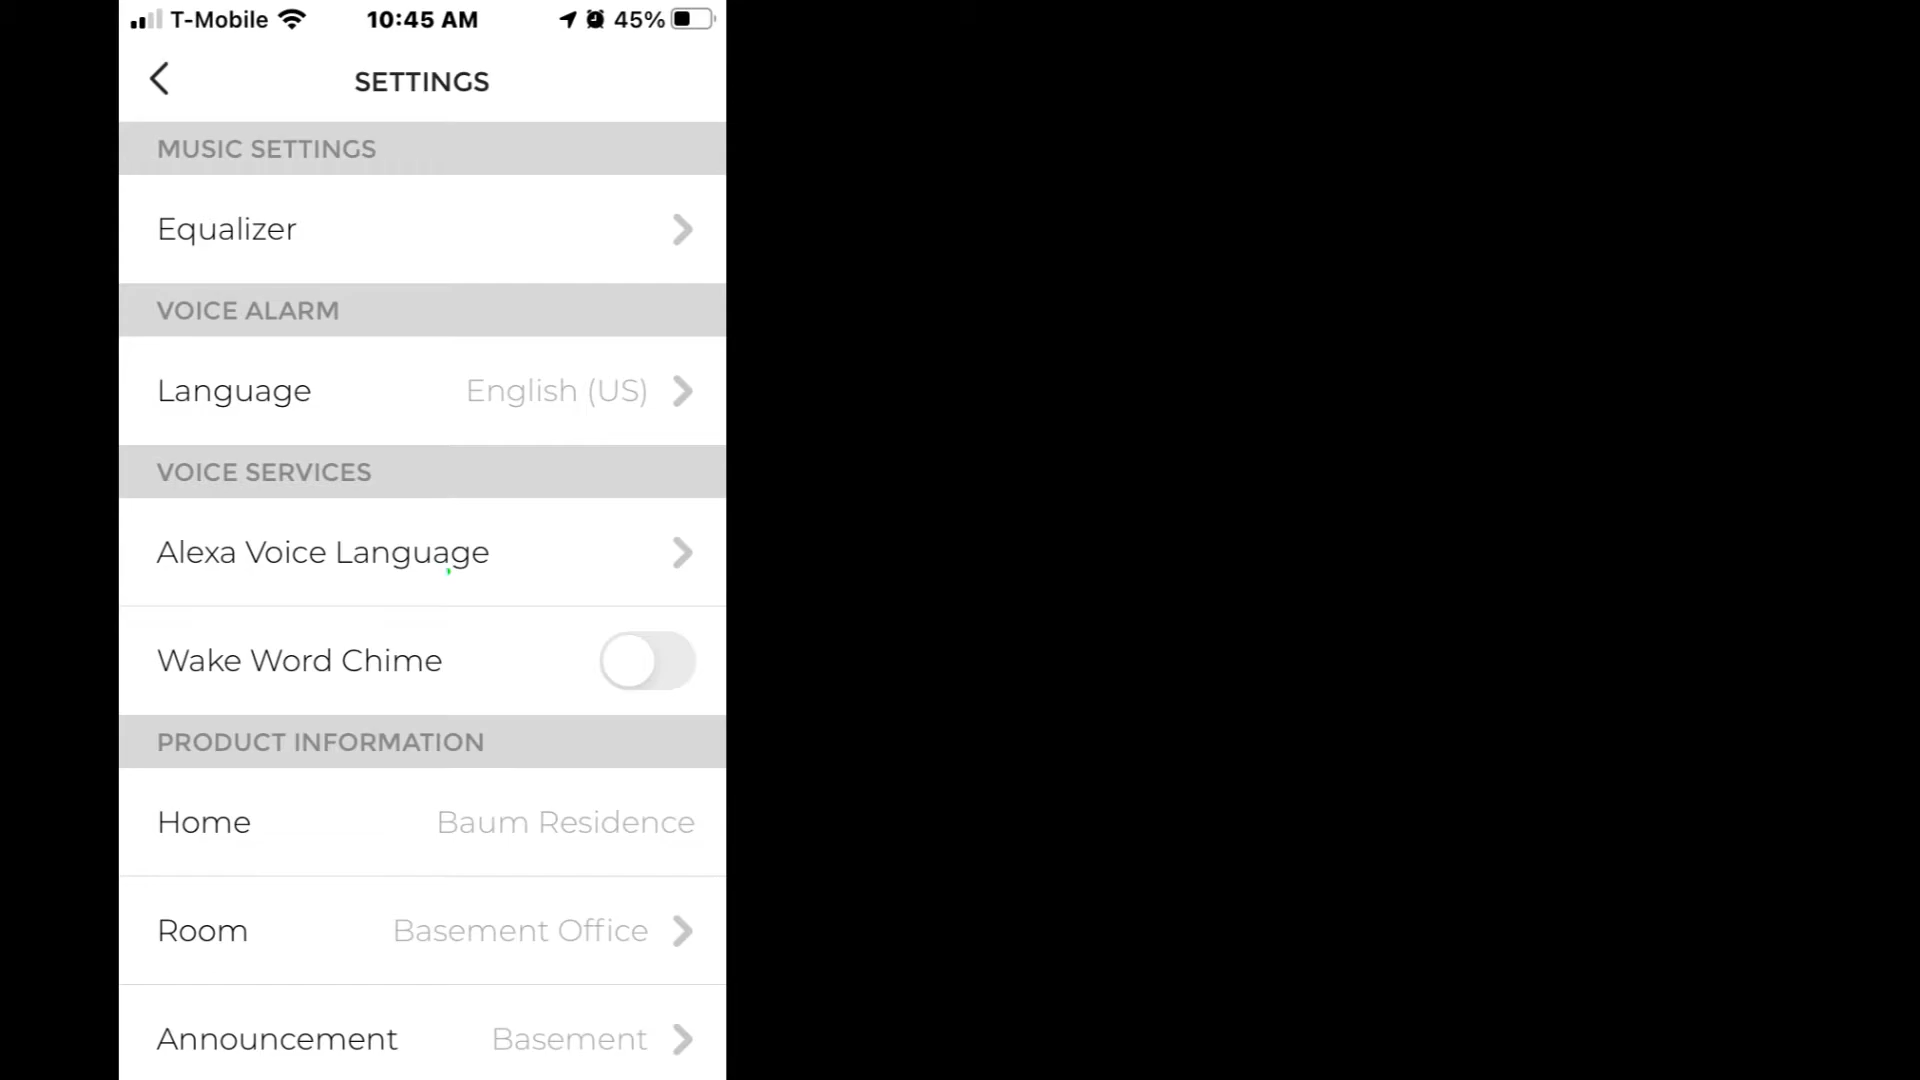 T-Mobile 10:45 AM 45%
SETTINGS
MUSIC SETTINGS
Equalizer
VOICE ALARM
Language English (US)
VOICE SERVICES
Alexa Voice Language
Wake Word Chime
PRODUCT INFORMATION
Home Baum Residence
Room Basement Office
Announcement Basement